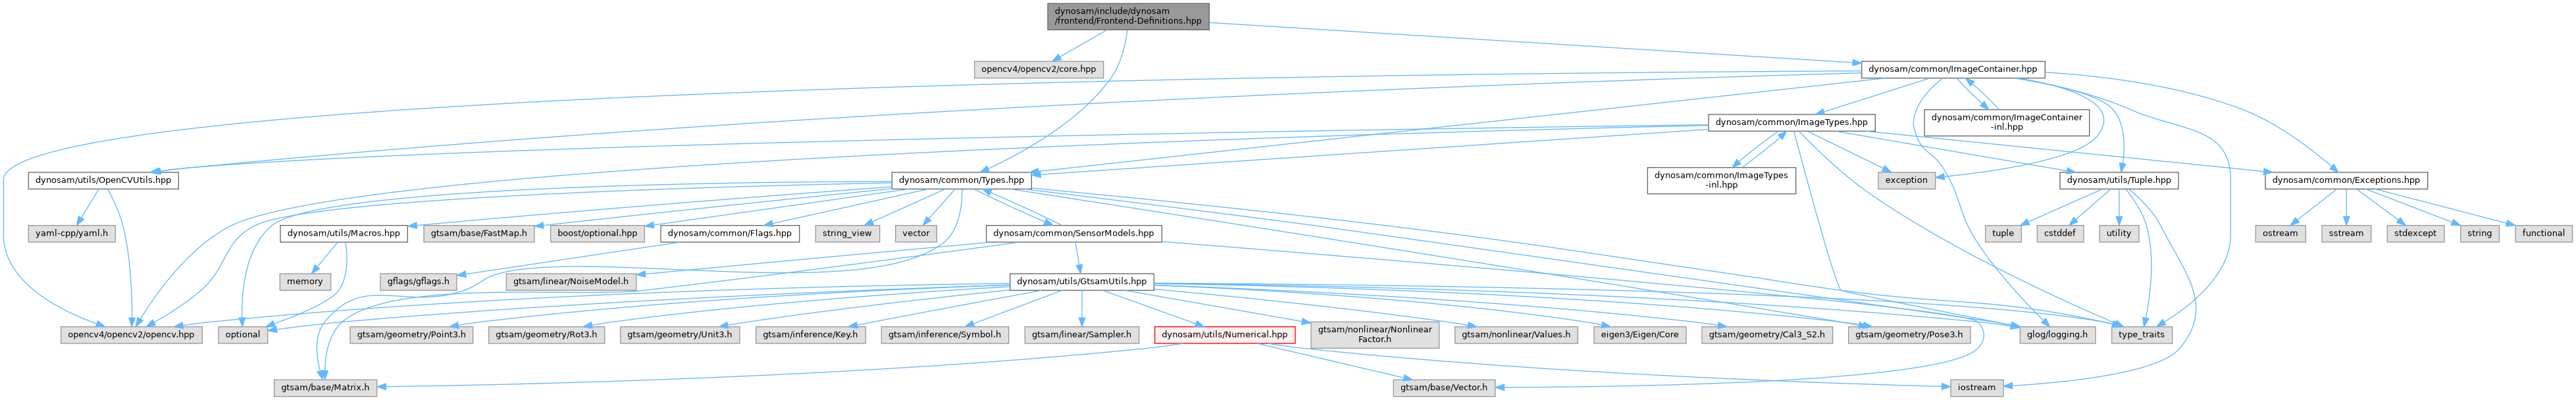 dynosam/include/dynosam
/frontend/Frontend-Definitions.hpp
opencv4/opencv2/core.hpp
dynosam/common/ImageContainer.hpp
dynosam/common/ImageTypes.hpp
dynosam/common/ImageContainer
-inl.hpp
dynosam/utils/OpenCVUtils.hpp
dynosam/common/Types.hpp
dynosam/common/ImageTypes
-inl.hpp
exception
dynosam/utils/Tuple.hpp
dynosam/common/Exceptions.hpp
yaml-cpp/yaml.h
dynosam/utils/Macros.hpp
gtsam/base/FastMap.h
boost/optional.hpp
dynosam/common/Flags.hpp
string_view
vector
dynosam/common/SensorModels.hpp
tuple
cstddef
utility
ostream
sstream
stdexcept
string
functional
memory
gflags/gflags.h
gtsam/linear/NoiseModel.h
dynosam/utils/GtsamUtils.hpp
opencv4/opencv2/opencv.hpp
optional
gtsam/geometry/Point3.h
gtsam/geometry/Rot3.h
gtsam/geometry/Unit3.h
gtsam/inference/Key.h
gtsam/inference/Symbol.h
gtsam/linear/Sampler.h
dynosam/utils/Numerical.hpp
gtsam/nonlinear/Nonlinear
Factor.h
gtsam/nonlinear/Values.h
eigen3/Eigen/Core
gtsam/geometry/Cal3_S2.h
gtsam/geometry/Pose3.h
glog/logging.h
type_traits
gtsam/base/Matrix.h
gtsam/base/Vector.h
iostream